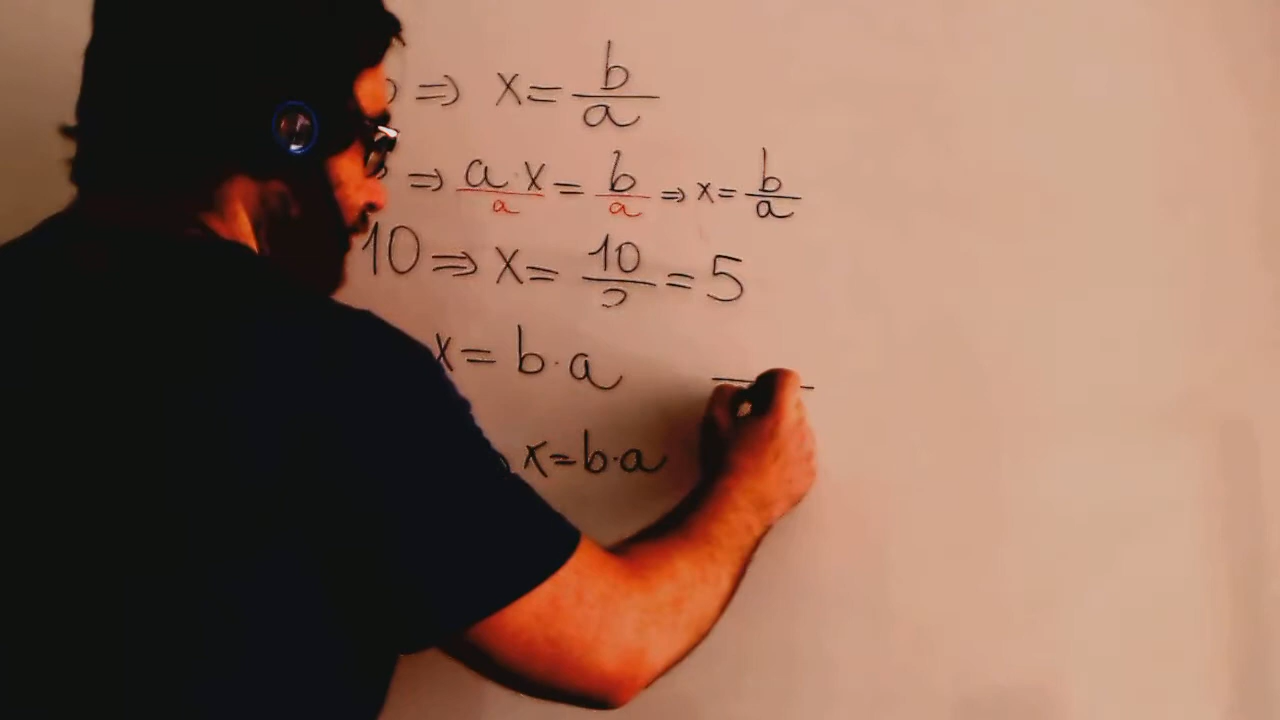 ⇒ x = b/a
⇒ a·x/a = b/a ⇒ x = b/a
10 ⇒ x = 10/2 = 5
x = b·a
x = b·a